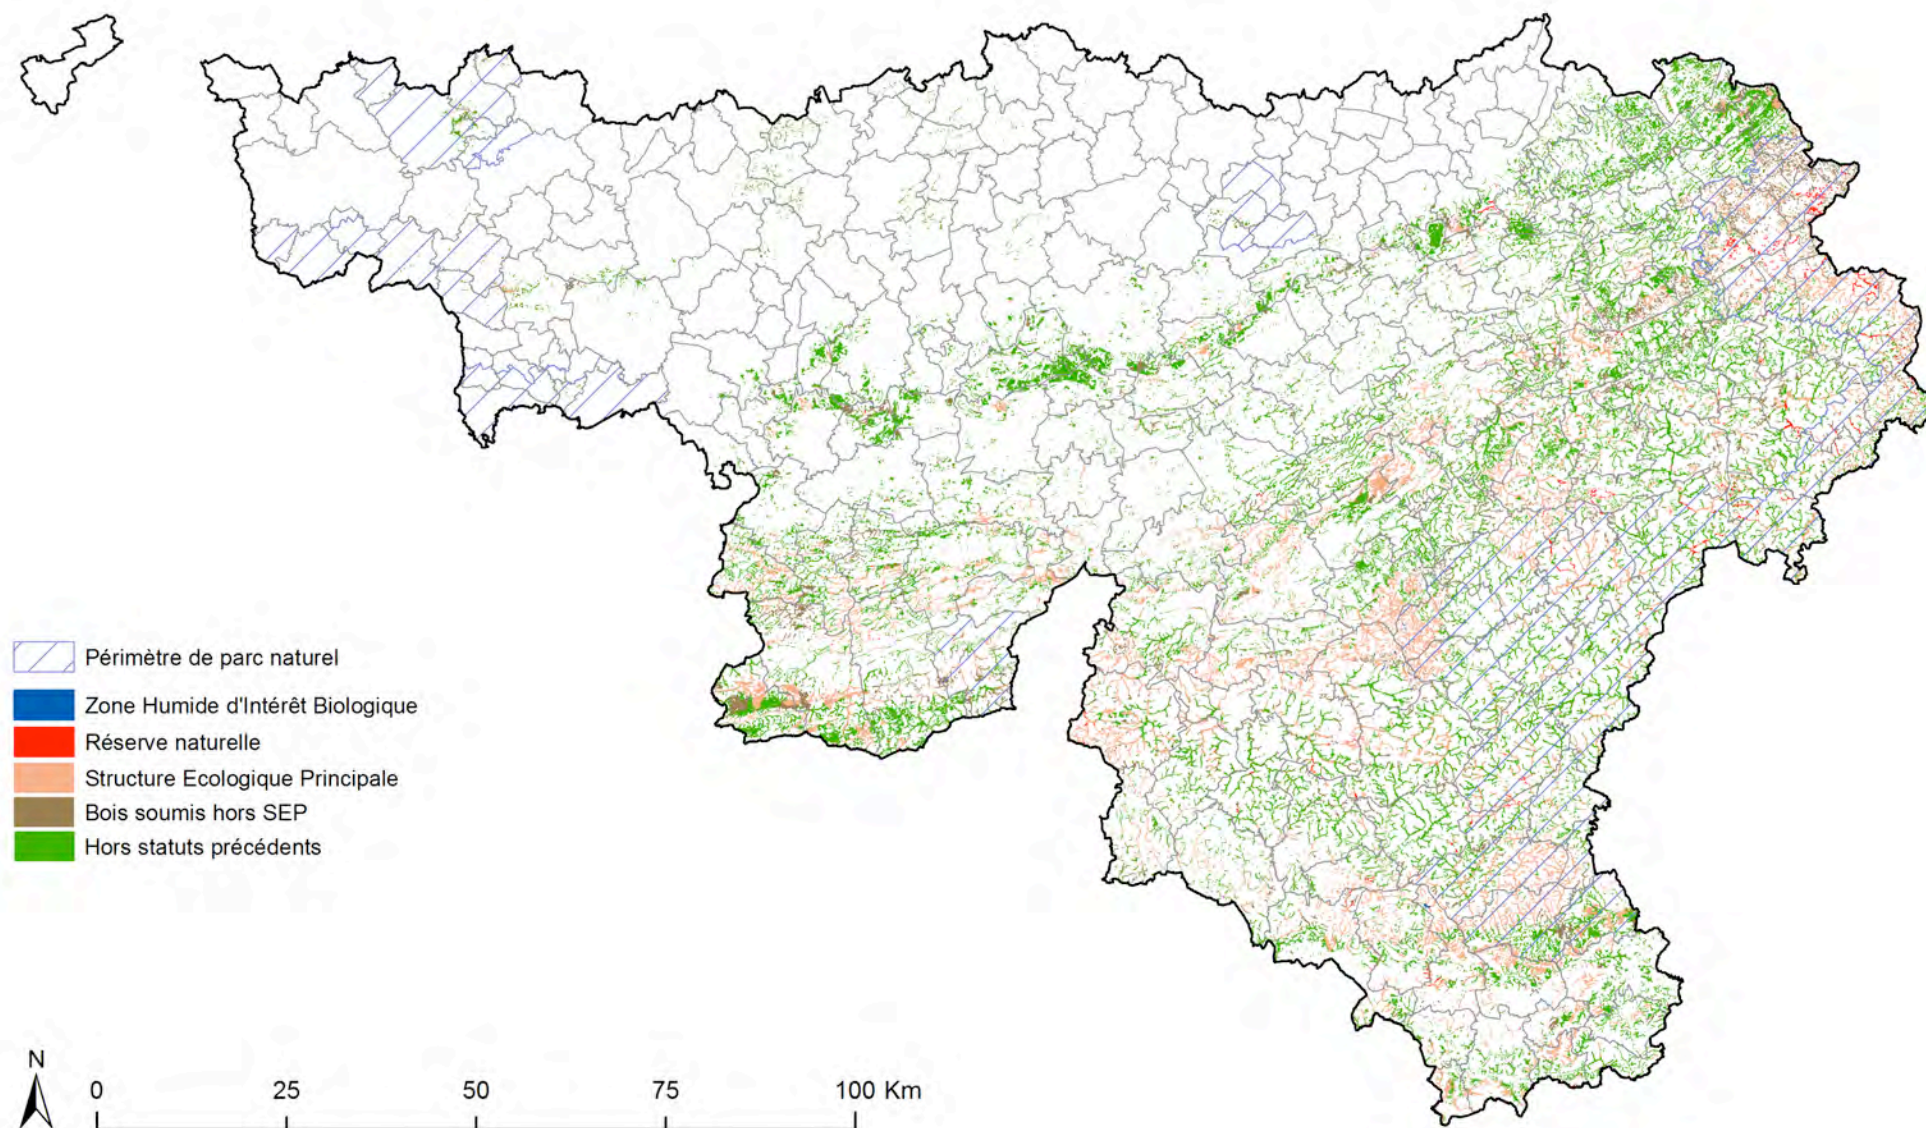 Périmètre de parc naturel
Zone Humide d'Intérêt Biologique
Réserve naturelle
Structure Ecologique Principale
Bois soumis hors SEP
Hors statuts précédents
N
0 25 50 75 100 Km